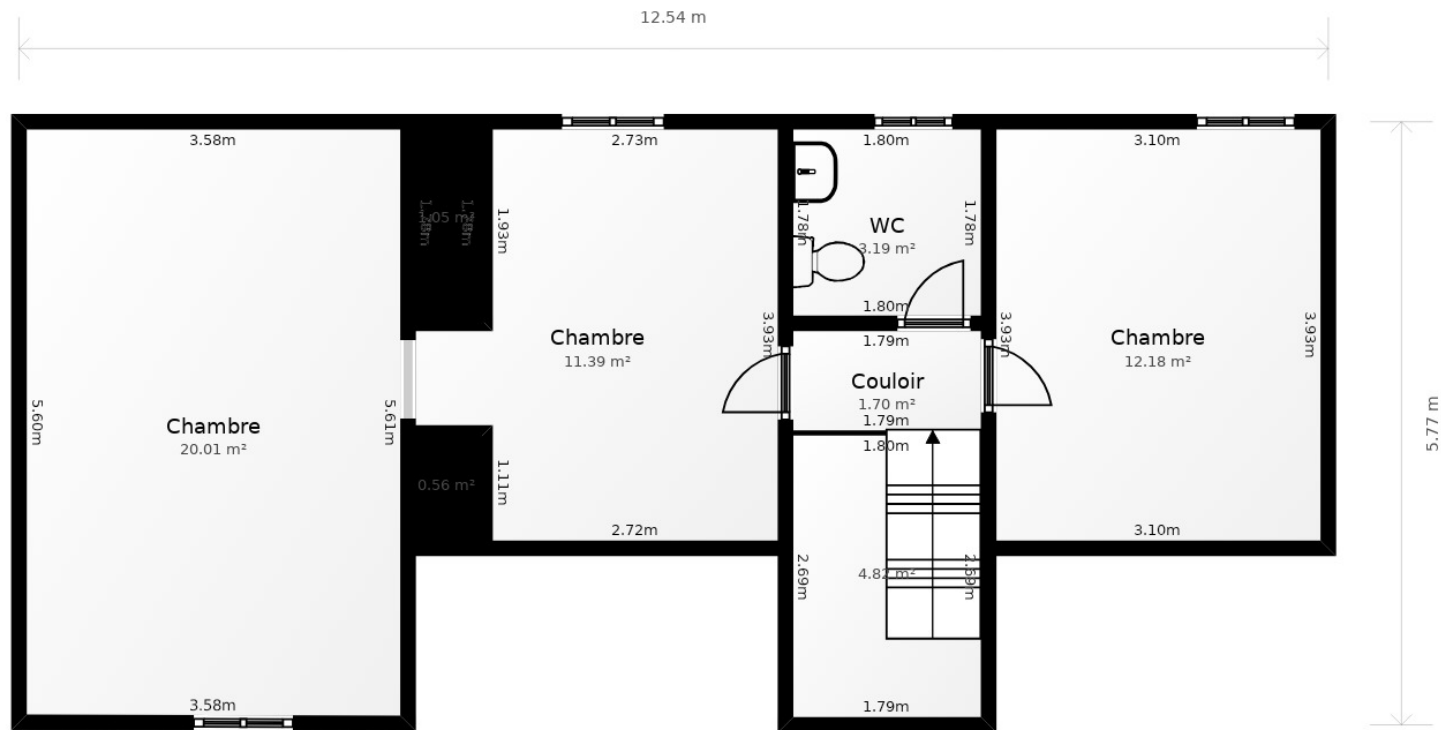 12.54 m
3.58m
2.73m
1.80m
3.10m
1.05 m²
1.93m
1.78m
WC
3.19 m²
1.78m
1.80m
3.93m
3.93m
3.93m
Chambre
11.39 m²
1.79m
Chambre
12.18 m²
Couloir
1.70 m²
1.79m
1.80m
5.60m
Chambre
20.01 m²
5.61m
5.77 m
0.56 m²
1.11m
2.72m
3.10m
2.69m
4.82 m²
2.69m
3.58m
1.79m